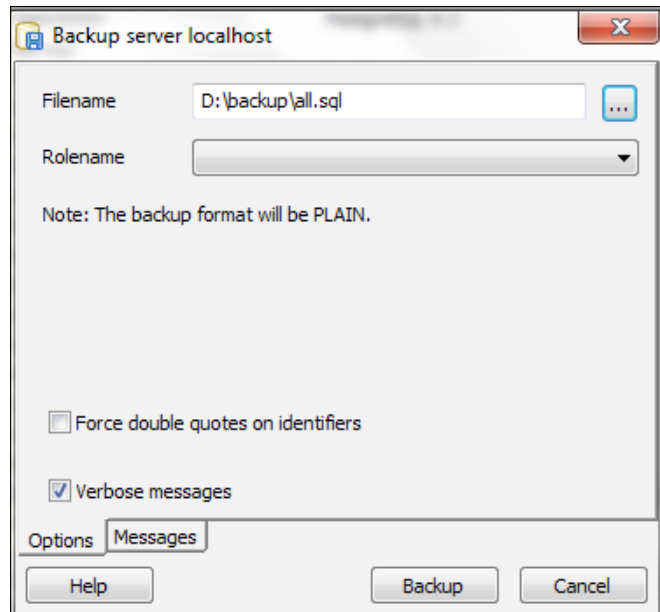 Backup server localhost
X
Filename D:\backup\all.sql ...
Rolename
Note: The backup format will be PLAIN.
Force double quotes on identifiers
Verbose messages
Options Messages
Help Backup Cancel